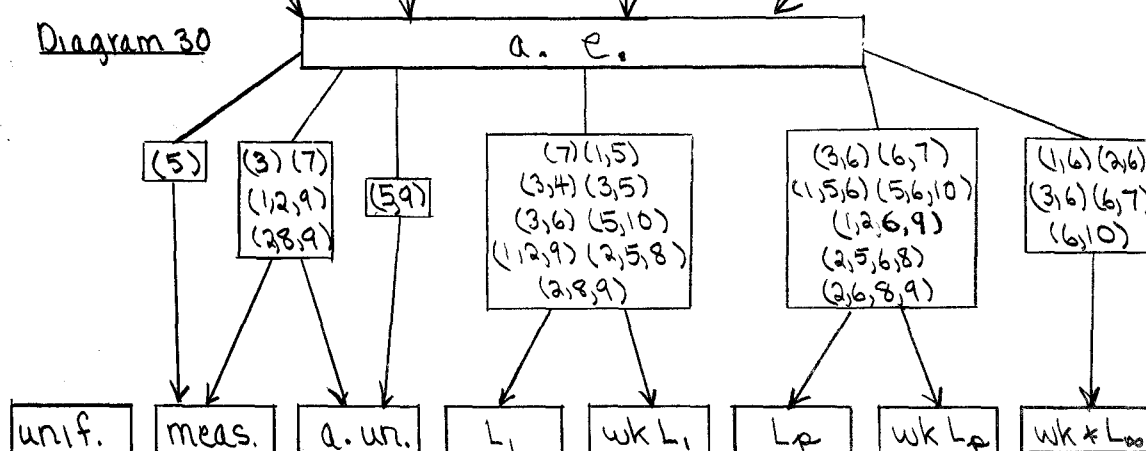 Diagram 30
a. e.
(5)
(3) (7)
(1,2,9)
(2,8,9)
(5,9)
(7) (1,5)
(3,4) (3,5)
(3,6) (5,10)
(1,2,9) (2,5,8)
(2,8,9)
(3,6) (6,7)
(1,5,6) (5,6,10)
(1,2,6,9)
(2,5,6,8)
(2,6,8,9)
(1,6) (2,6)
(3,6) (6,7)
(6,10)
unif.
meas.
a. un.
L1
wk L1
Lp
wk Lp
wk * L∞